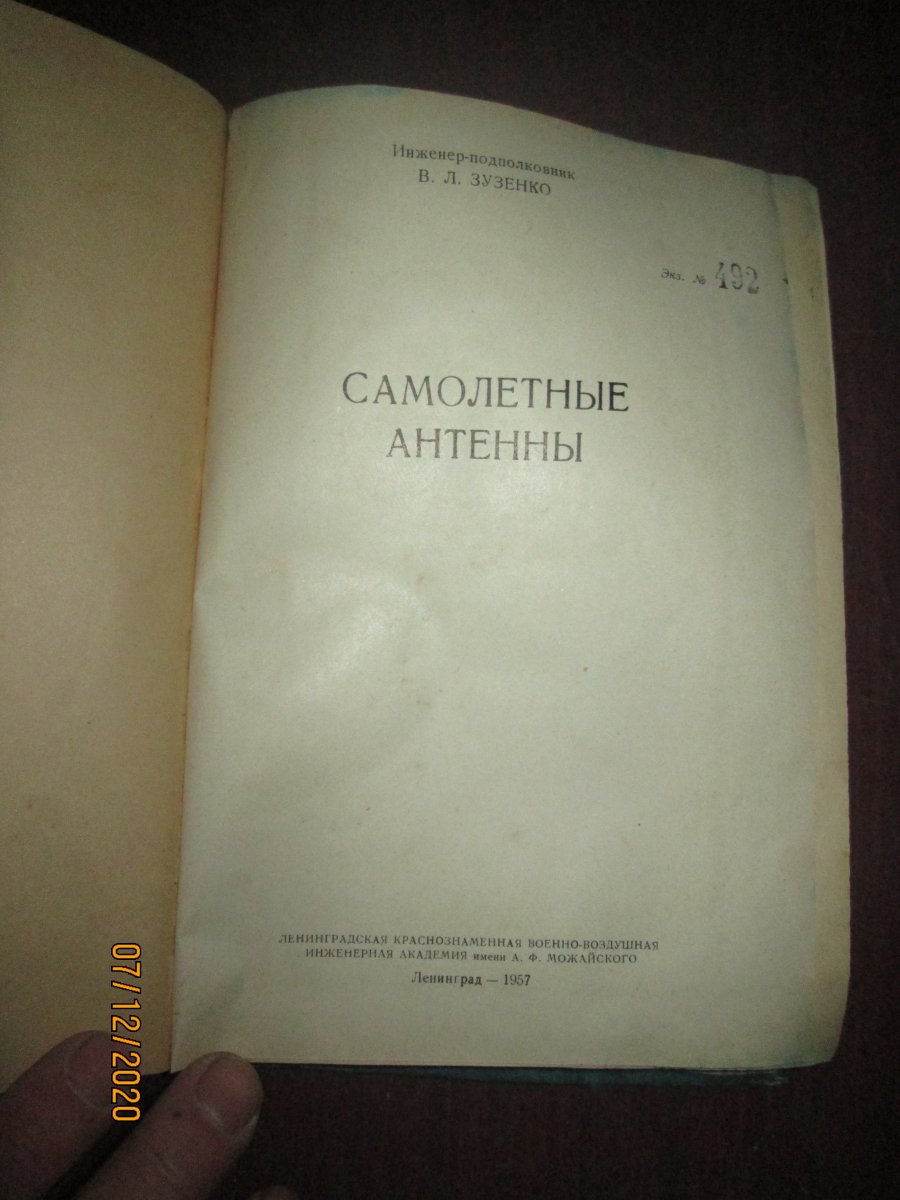 Инженер-подполковник
В. Л. ЗУЗЕНКО
Экз. № 492
САМОЛЕТНЫЕ
АНТЕННЫ
ЛЕНИНГРАДСКАЯ КРАСНОЗНАМЕННАЯ ВОЕННО-ВОЗДУШНАЯ
ИНЖЕНЕРНАЯ АКАДЕМИЯ имени А. Ф. МОЖАЙСКОГО
Ленинград — 1957
07/12/2020